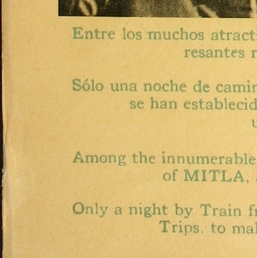 Entre los muchos atract
resantes r
Sólo una noche de camin
se han establecid
u
Among the innumerable
of MITLA,
Only a night by Train fr
Trips. to mal